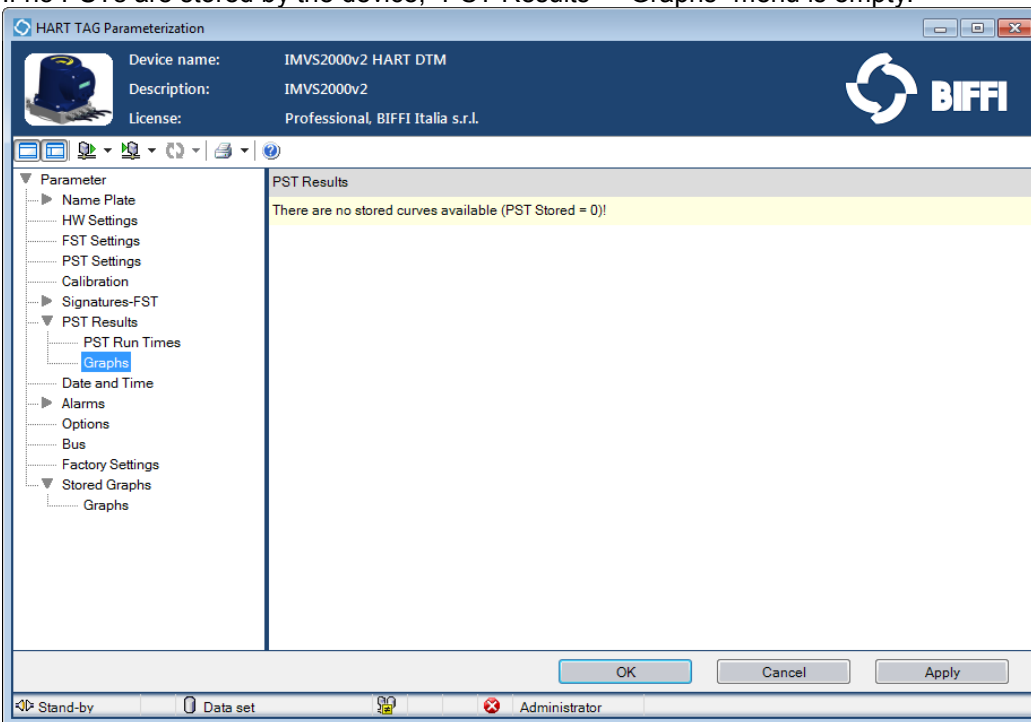 If no PSTs are stored by the device, "PST Results – Graphs" menu is empty.
HART TAG Parameterization
Device name: IMVS2000v2 HART DTM
Description: IMVS2000v2
License: Professional, BIFFI Italia s.r.l.
BIFFI
Parameter
Name Plate
HW Settings
FST Settings
PST Settings
Calibration
Signatures-FST
PST Results
PST Run Times
Graphs
Date and Time
Alarms
Options
Bus
Factory Settings
Stored Graphs
Graphs
PST Results
There are no stored curves available (PST Stored = 0)!
OK Cancel Apply
Stand-by Data set Administrator